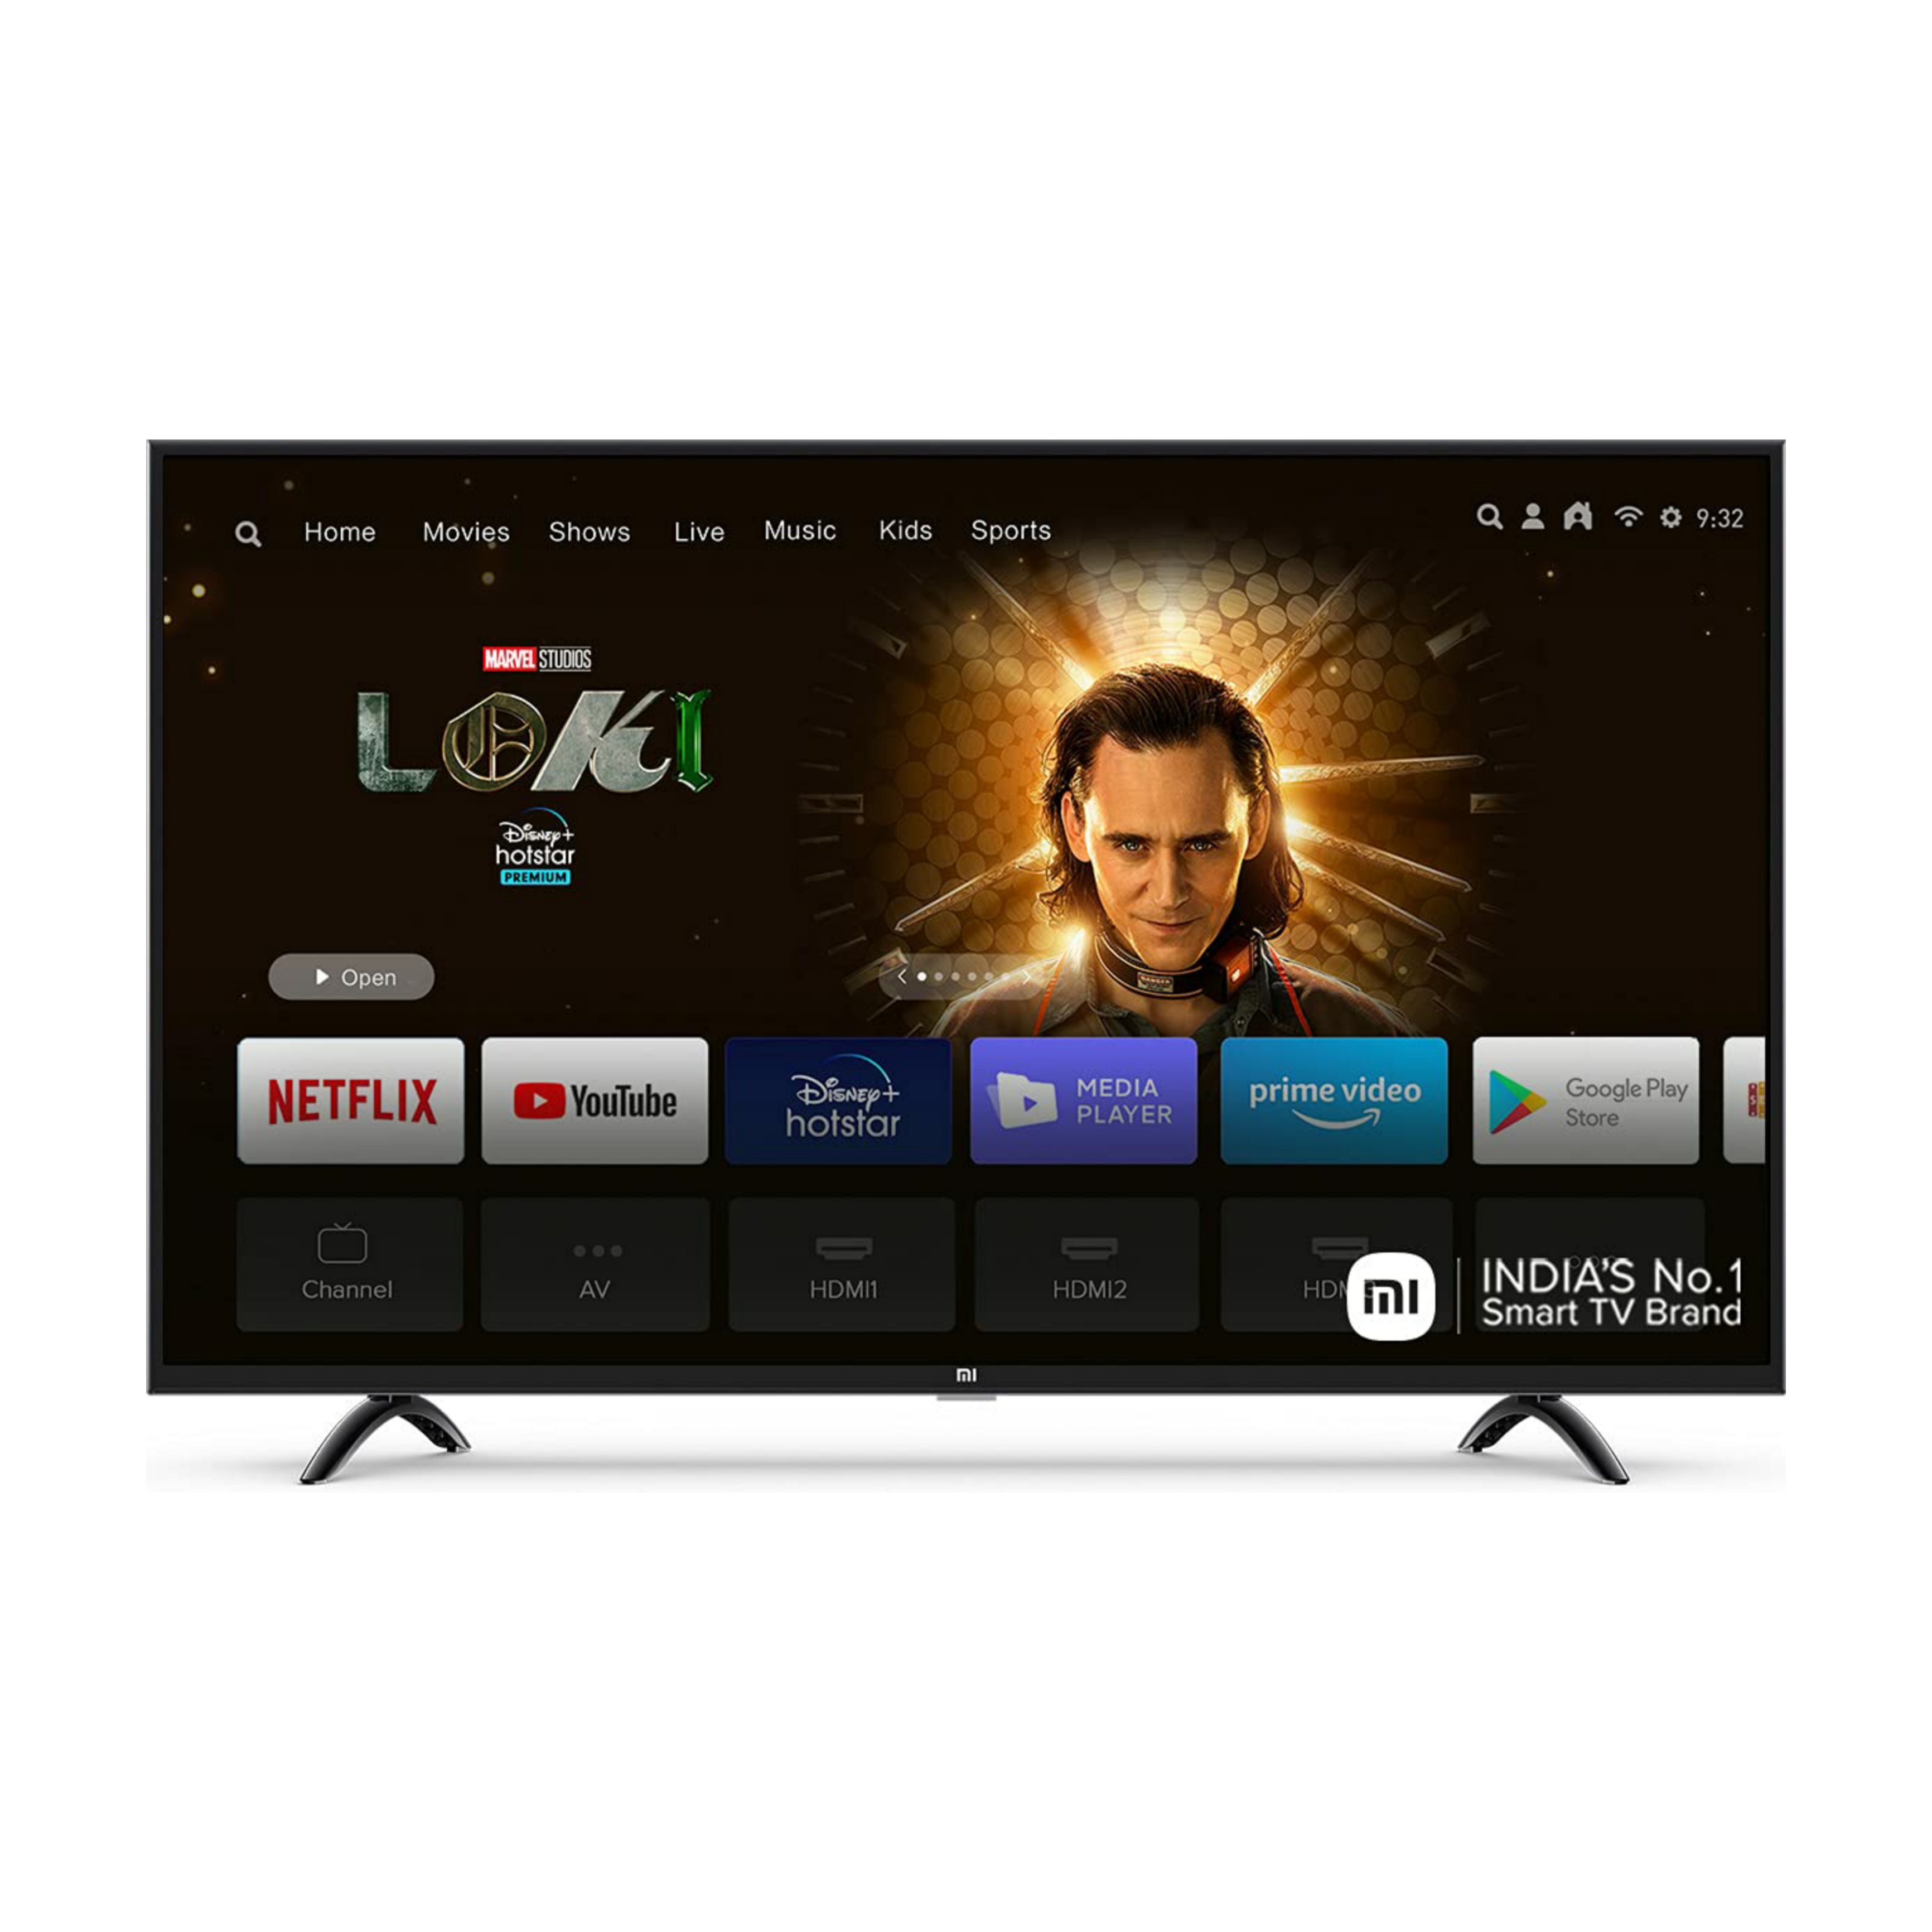 Home Movies Shows Live Music Kids Sports
9:32
MARVEL STUDIOS
LOKI
Disney+
hotstar
PREMIUM
Open
NETFLIX
YouTube
Disney+
hotstar
MEDIA
PLAYER
prime video
Google Play
Store
Channel
AV
HDMI1
HDMI2
mi
INDIA'S No.1
Smart TV Brand
mi